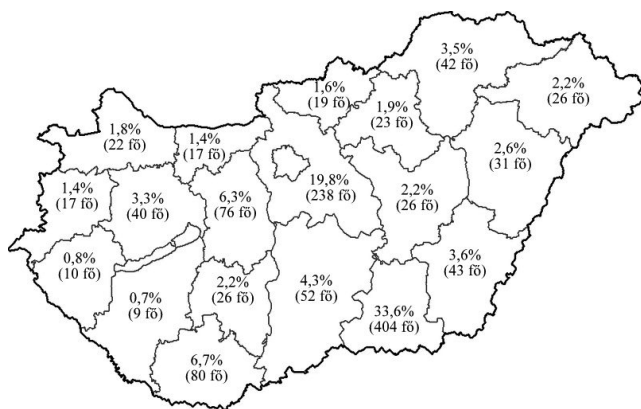 3,5%
(42 fő)
2,2%
(26 fő)
1,6%
(19 fő)
1,9%
(23 fő)
1,8%
(22 fő)
1,4%
(17 fő)
2,6%
(31 fő)
1,4%
(17 fő)
3,3%
(40 fő)
6,3%
(76 fő)
19,8%
(238 fő)
2,2%
(26 fő)
0,8%
(10 fő)
0,7%
(9 fő)
2,2%
(26 fő)
4,3%
(52 fő)
3,6%
(43 fő)
33,6%
(404 fő)
6,7%
(80 fő)